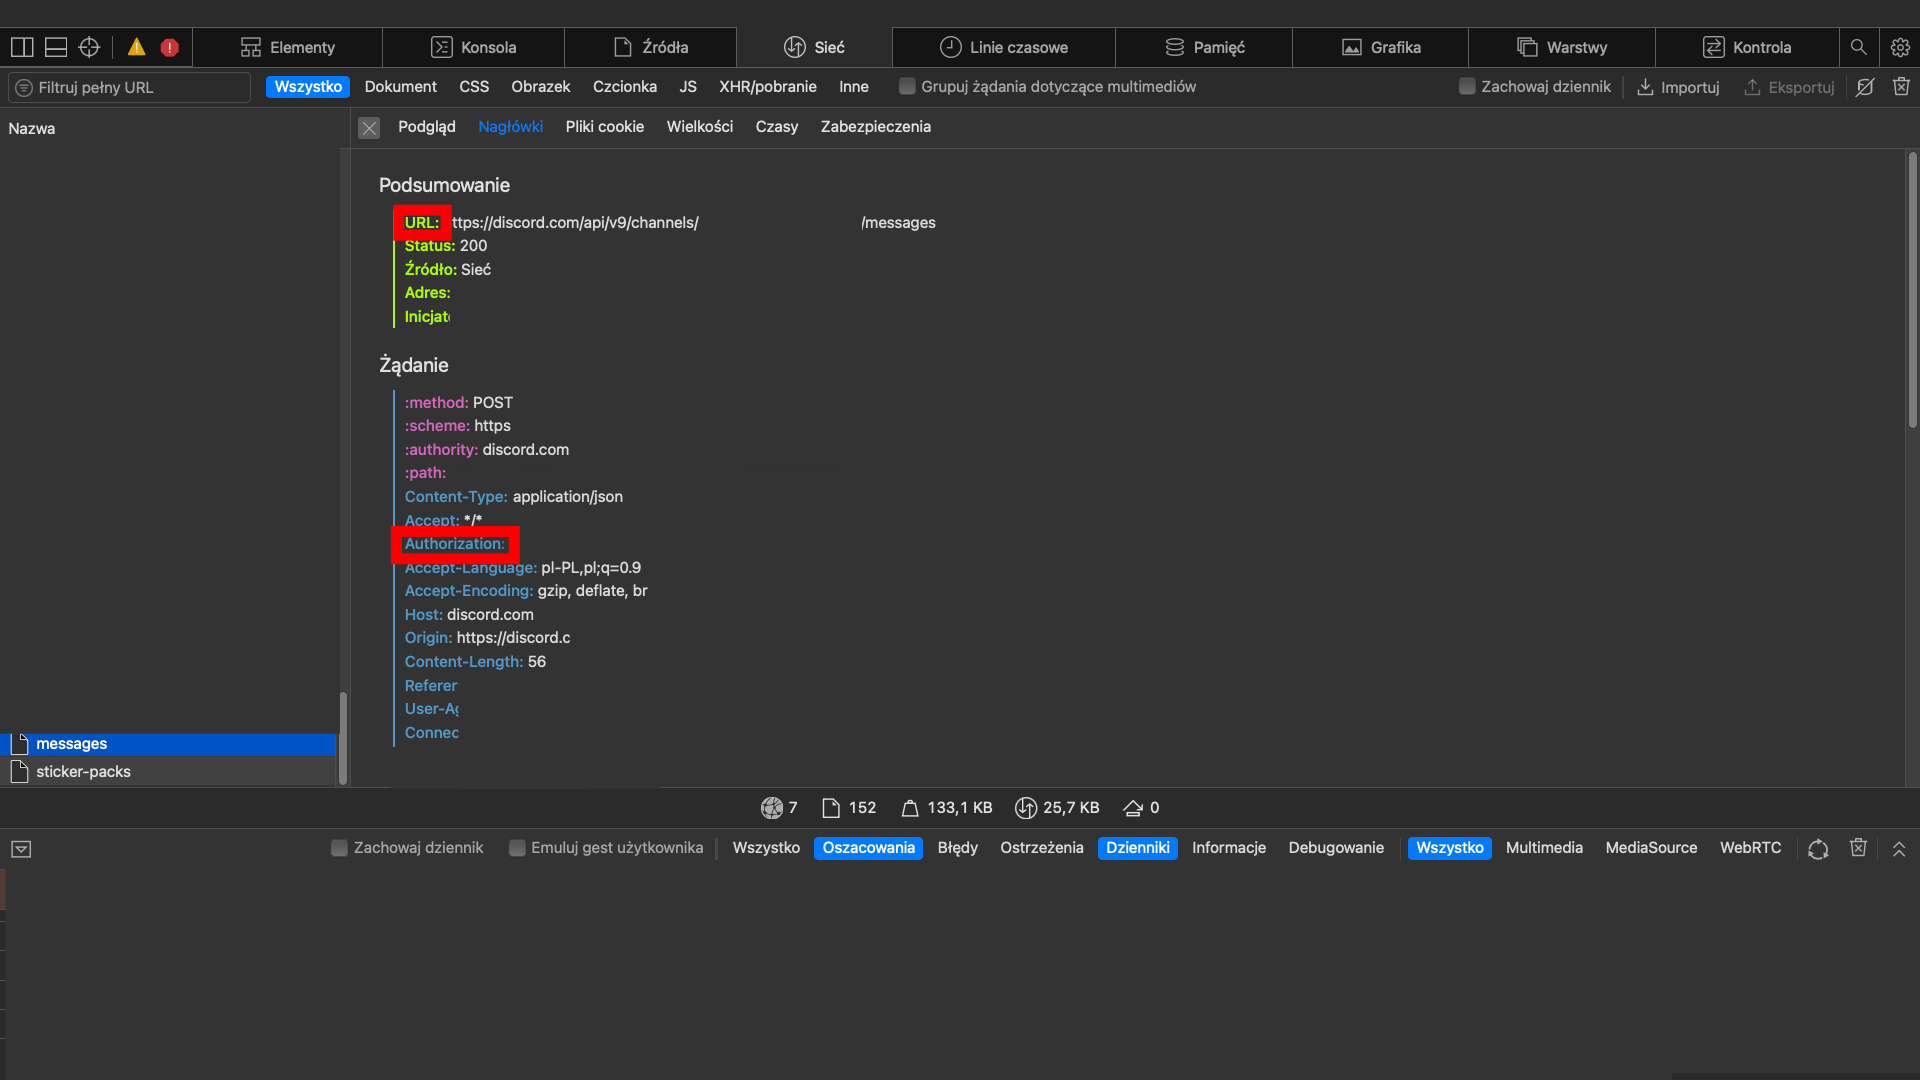 Elementy
Konsola
Źródła
Sieć
Linie czasowe
Pamięć
Grafika
Warstwy
Kontrola
Filtruj pełny URL
Wszystko
Dokument
CSS
Obrazek
Czcionka
JS
XHR/pobranie
Inne
Grupuj żądania dotyczące multimediów
Zachowaj dziennik
Importuj
Eksportuj
Nazwa
Podgląd
Nagłówki
Pliki cookie
Wielkości
Czasy
Zabezpieczenia
Podsumowanie
URL: ttps://discord.com/api/v9/channels/ /messages
Status: 200
Źródło: Sieć
Adres:
Inicjat
Żądanie
:method: POST
:scheme: https
:authority: discord.com
:path:
Content-Type: application/json
Accept: */*
Authorization:
Accept-Language: pl-PL,pl;q=0.9
Accept-Encoding: gzip, deflate, br
Host: discord.com
Origin: https://discord.c
Content-Length: 56
Referer
User-Ag
Connec
messages
sticker-packs
7
152
133,1 KB
25,7 KB
0
Zachowaj dziennik
Emuluj gest użytkownika
Wszystko
Oszacowania
Błędy
Ostrzeżenia
Dzienniki
Informacje
Debugowanie
Wszystko
Multimedia
MediaSource
WebRTC